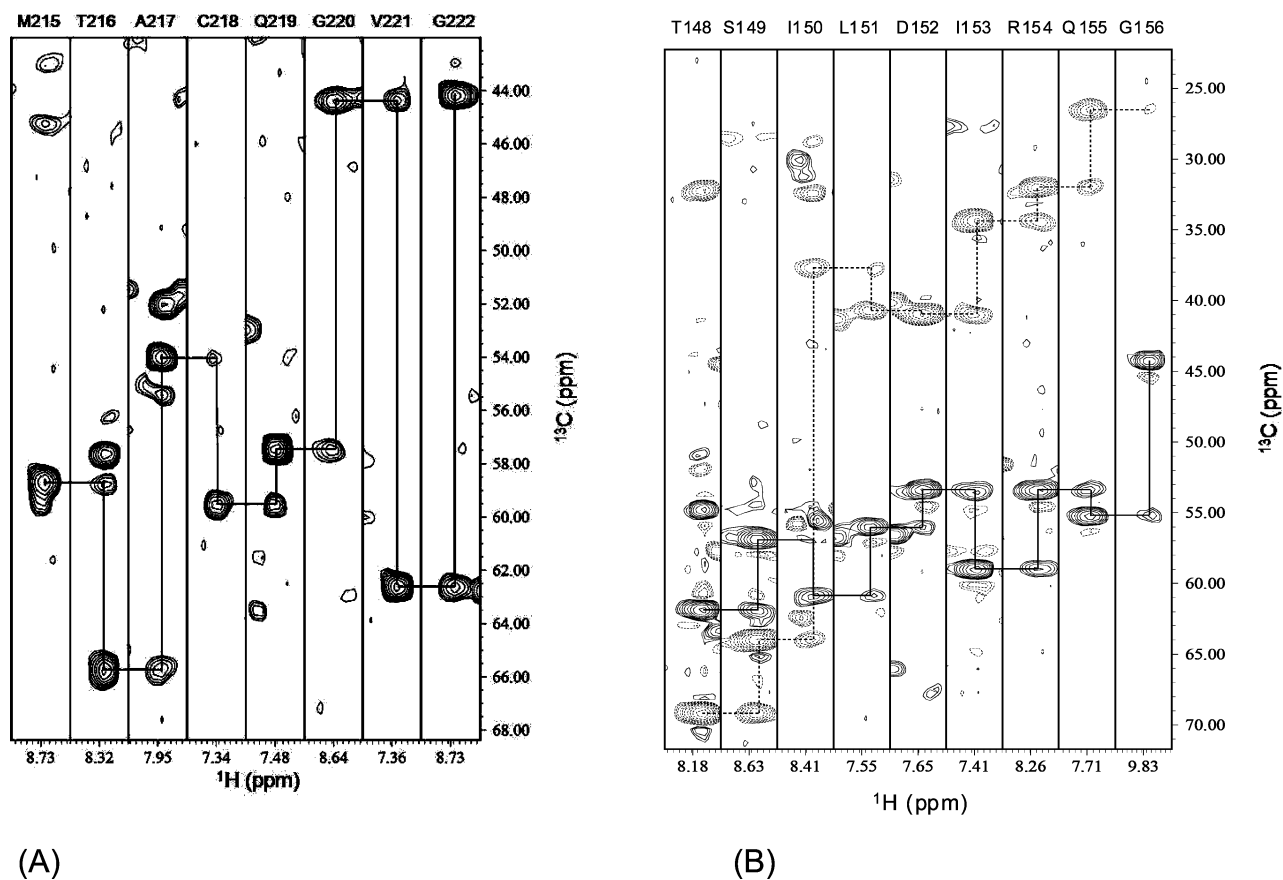 M215 T216 A217 C218 Q219 G220 V221 G222
44.00
46.00
48.00
50.00
52.00
54.00
56.00
58.00
60.00
62.00
64.00
66.00
68.00
13C (ppm)
8.73 8.32 7.95 7.34 7.48 8.64 7.36 8.73
1H (ppm)
(A)
T148 S149 I150 L151 D152 I153 R154 Q155 G156
25.00
30.00
35.00
40.00
45.00
50.00
55.00
60.00
65.00
70.00
13C (ppm)
8.18 8.63 8.41 7.55 7.65 7.41 8.26 7.71 9.83
1H (ppm)
(B)